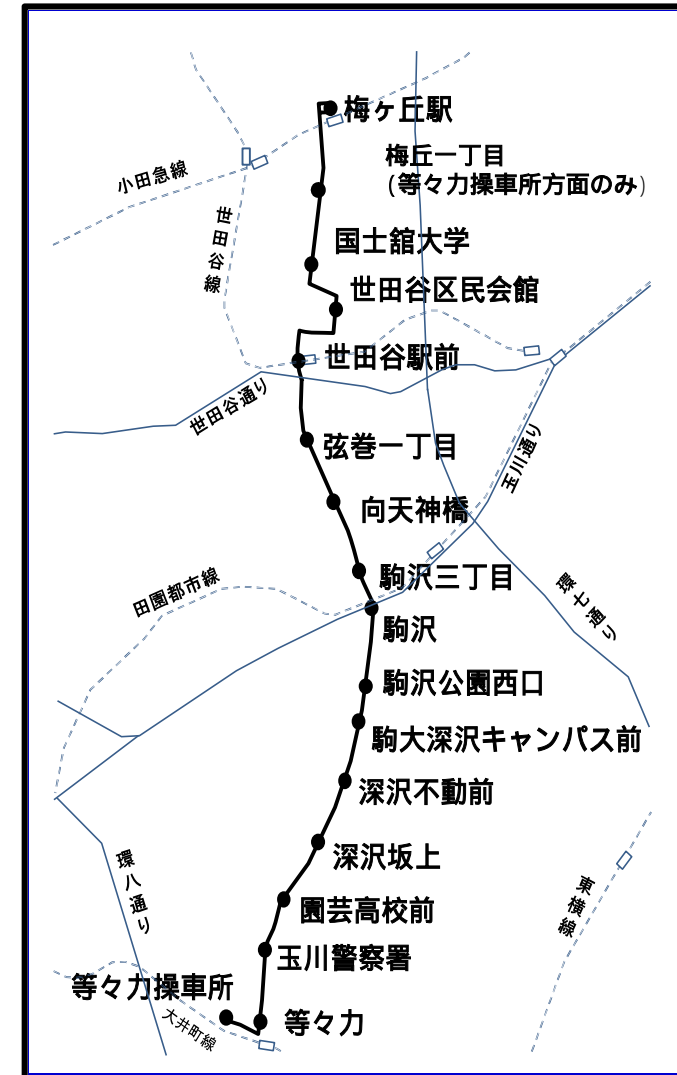 梅ヶ丘駅
梅丘一丁目
(等々力操車所方面のみ)
小田急線
世田谷線
国士舘大学
世田谷区民会館
世田谷駅前
世田谷通り
弦巻一丁目
玉川通り
向天神橋
駒沢三丁目
田園都市線
環七通り
駒沢
駒沢公園西口
駒大深沢キャンパス前
深沢不動前
深沢坂上
環八通り
東横線
園芸高校前
玉川警察署
等々力操車所
大井町線
等々力